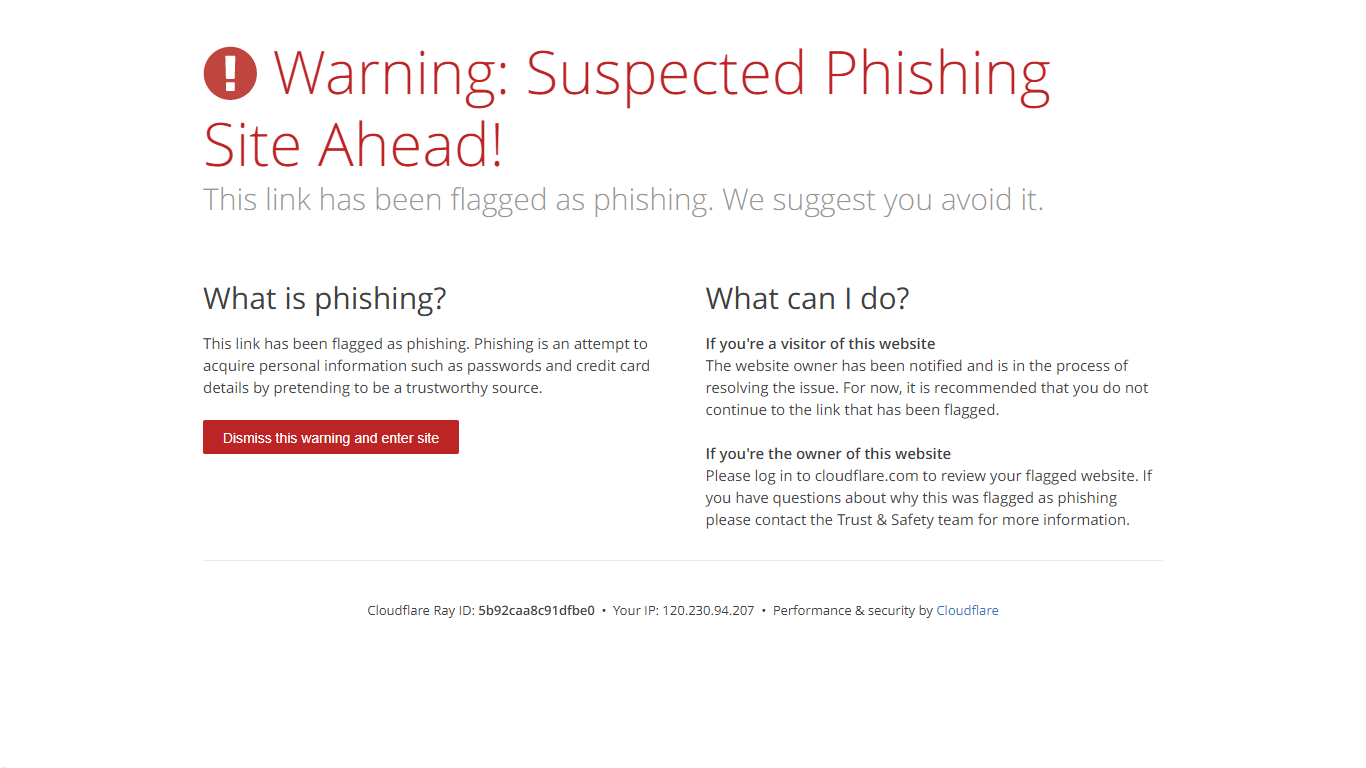 Warning: Suspected Phishing
Site Ahead!
This link has been flagged as phishing. We suggest you avoid it.
What is phishing?
This link has been flagged as phishing. Phishing is an attempt to
acquire personal information such as passwords and credit card
details by pretending to be a trustworthy source.
Dismiss this warning and enter site
What can I do?
If you're a visitor of this website
The website owner has been notified and is in the process of
resolving the issue. For now, it is recommended that you do not
continue to the link that has been flagged.
If you're the owner of this website
Please log in to cloudflare.com to review your flagged website. If
you have questions about why this was flagged as phishing
please contact the Trust & Safety team for more information.
Cloudflare Ray ID: 5b92caa8c91dfbe0 • Your IP: 120.230.94.207 • Performance & security by Cloudflare